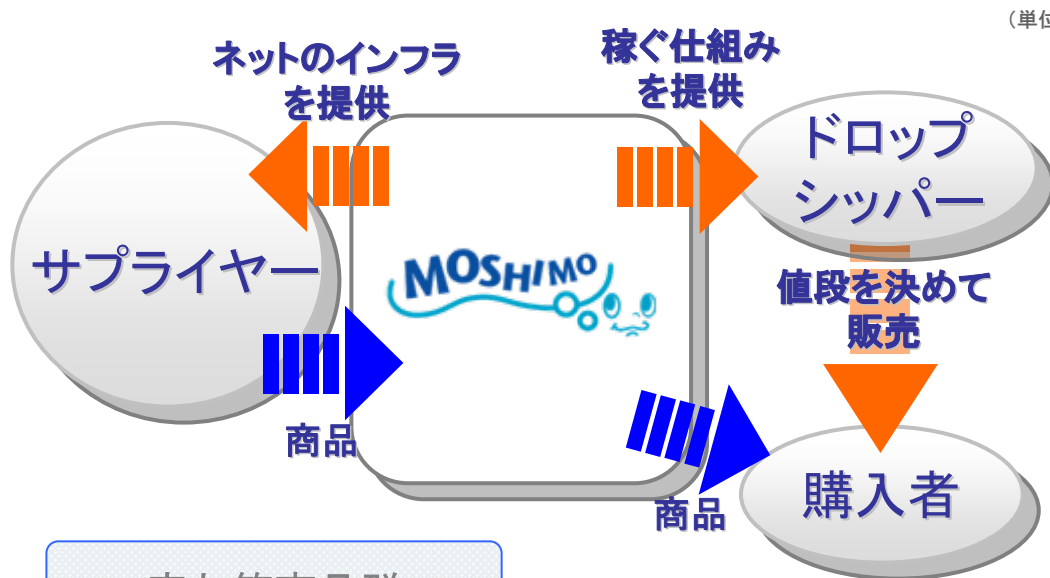 （単位
ネットのインフラ
を提供
稼ぐ仕組み
を提供
ドロップ
シッパー
サプライヤー
MOSHIMO
値段を決めて
販売
商品
購入者
商品